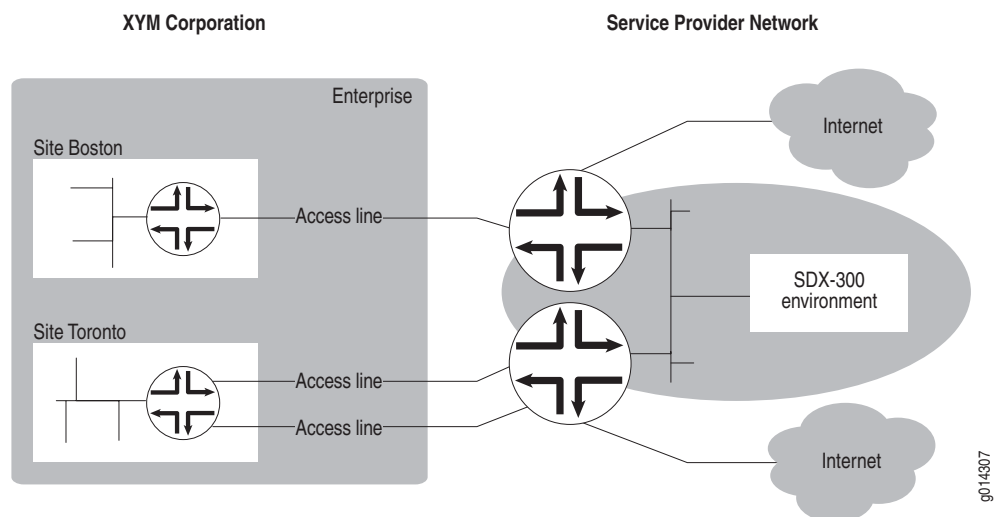 XYM Corporation
Service Provider Network
Enterprise
Internet
Site Boston
Access line
SDX-300
environment
Site Toronto
Access line
Access line
Internet
g014307